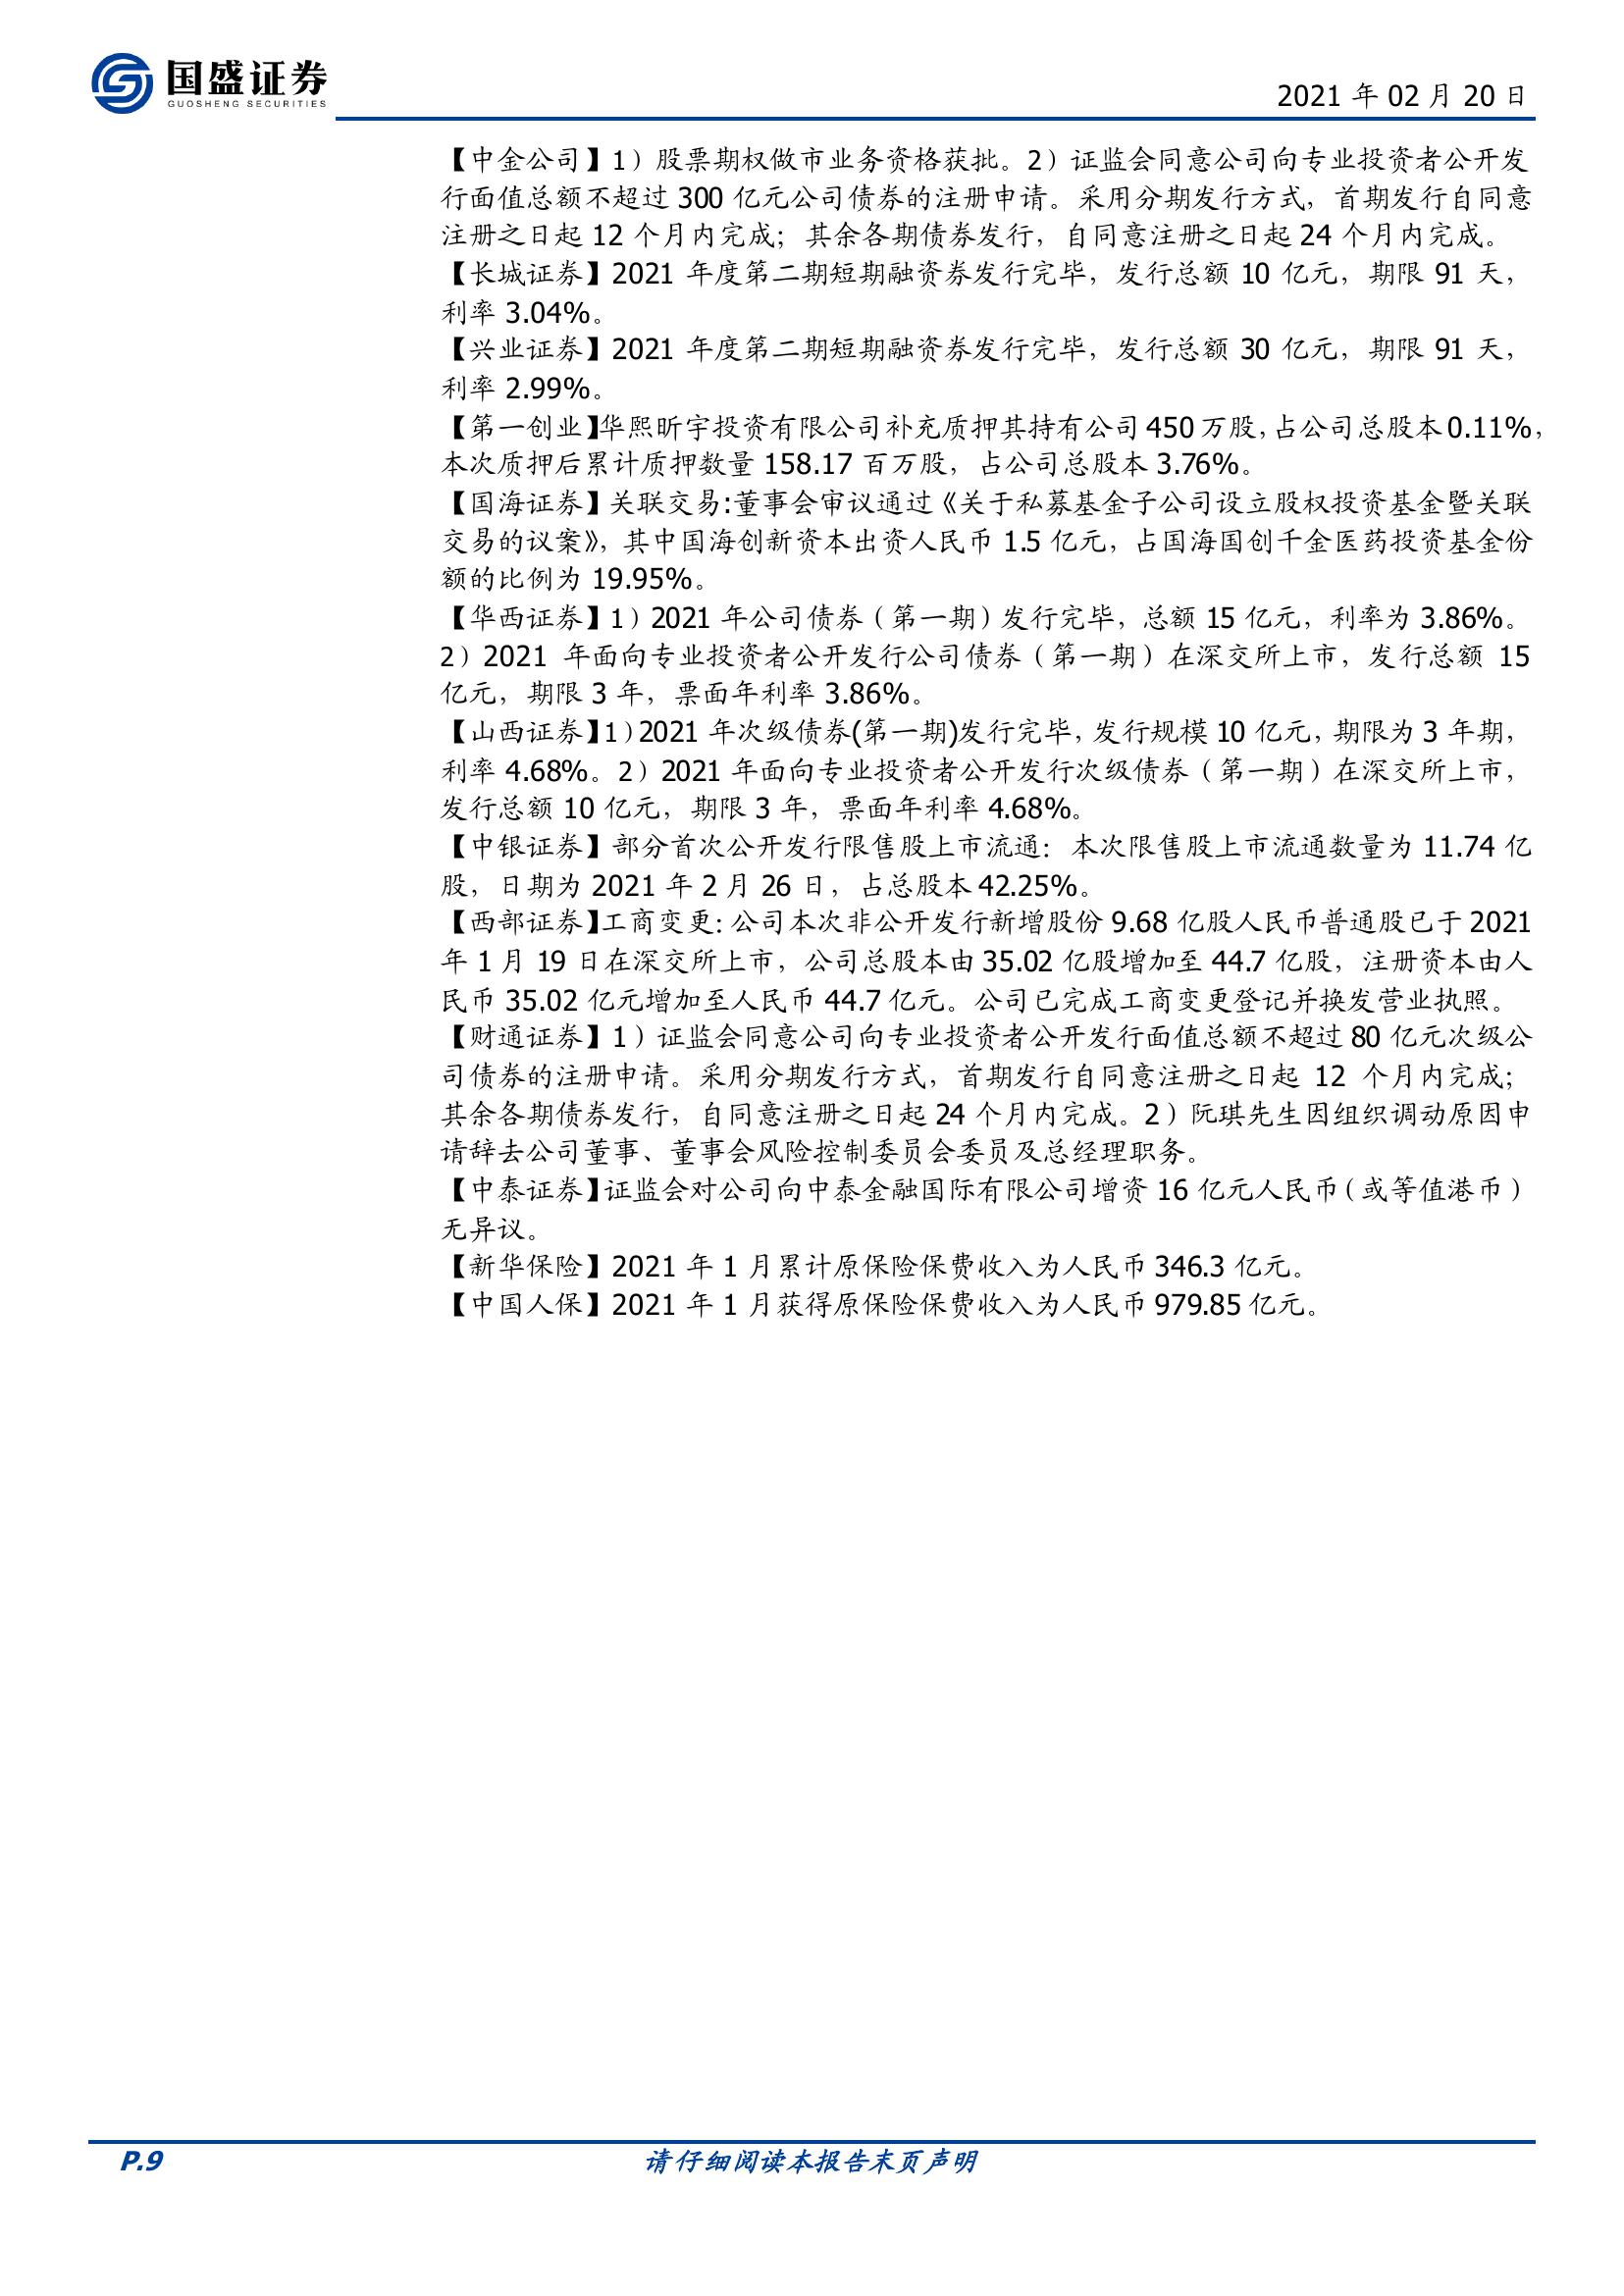 国盛证券
GUOSHENG SECURITIES
2021 年 02 月 20 日
【中金公司】1）股票期权做市业务资格获批。2）证监会同意公司向专业投资者公开发
行面值总额不超过 300 亿元公司债券的注册申请。采用分期发行方式，首期发行自同意
注册之日起 12 个月内完成；其余各期债券发行，自同意注册之日起 24 个月内完成。
【长城证券】2021 年度第二期短期融资券发行完毕，发行总额 10 亿元，期限 91 天，
利率 3.04%。
【兴业证券】2021 年度第二期短期融资券发行完毕，发行总额 30 亿元，期限 91 天，
利率 2.99%。
【第一创业】华熙昕宇投资有限公司补充质押其持有公司 450 万股，占公司总股本 0.11%，
本次质押后累计质押数量 158.17 百万股，占公司总股本 3.76%。
【国海证券】关联交易:董事会审议通过《关于私募基金子公司设立股权投资基金暨关联
交易的议案》，其中国海创新资本出资人民币 1.5 亿元，占国海国创千金医药投资基金份
额的比例为 19.95%。
【华西证券】1）2021 年公司债券（第一期）发行完毕，总额 15 亿元，利率为 3.86%。
2）2021 年面向专业投资者公开发行公司债券（第一期）在深交所上市，发行总额 15
亿元，期限 3 年，票面年利率 3.86%。
【山西证券】1）2021 年次级债券(第一期)发行完毕，发行规模 10 亿元，期限为 3 年期，
利率 4.68%。2）2021 年面向专业投资者公开发行次级债券（第一期）在深交所上市，
发行总额 10 亿元，期限 3 年，票面年利率 4.68%。
【中银证券】部分首次公开发行限售股上市流通：本次限售股上市流通数量为 11.74 亿
股，日期为 2021 年 2 月 26 日，占总股本 42.25%。
【西部证券】工商变更：公司本次非公开发行新增股份 9.68 亿股人民币普通股已于 2021
年 1 月 19 日在深交所上市，公司总股本由 35.02 亿股增加至 44.7 亿股，注册资本由人
民币 35.02 亿元增加至人民币 44.7 亿元。公司已完成工商变更登记并换发营业执照。
【财通证券】1）证监会同意公司向专业投资者公开发行面值总额不超过 80 亿元次级公
司债券的注册申请。采用分期发行方式，首期发行自同意注册之日起 12 个月内完成；
其余各期债券发行，自同意注册之日起 24 个月内完成。2）阮琪先生因组织调动原因申
请辞去公司董事、董事会风险控制委员会委员及总经理职务。
【中泰证券】证监会对公司向中泰金融国际有限公司增资 16 亿元人民币（或等值港币）
无异议。
【新华保险】2021 年 1 月累计原保险保费收入为人民币 346.3 亿元。
【中国人保】2021 年 1 月获得原保险保费收入为人民币 979.85 亿元。
P.9
请仔细阅读本报告末页声明